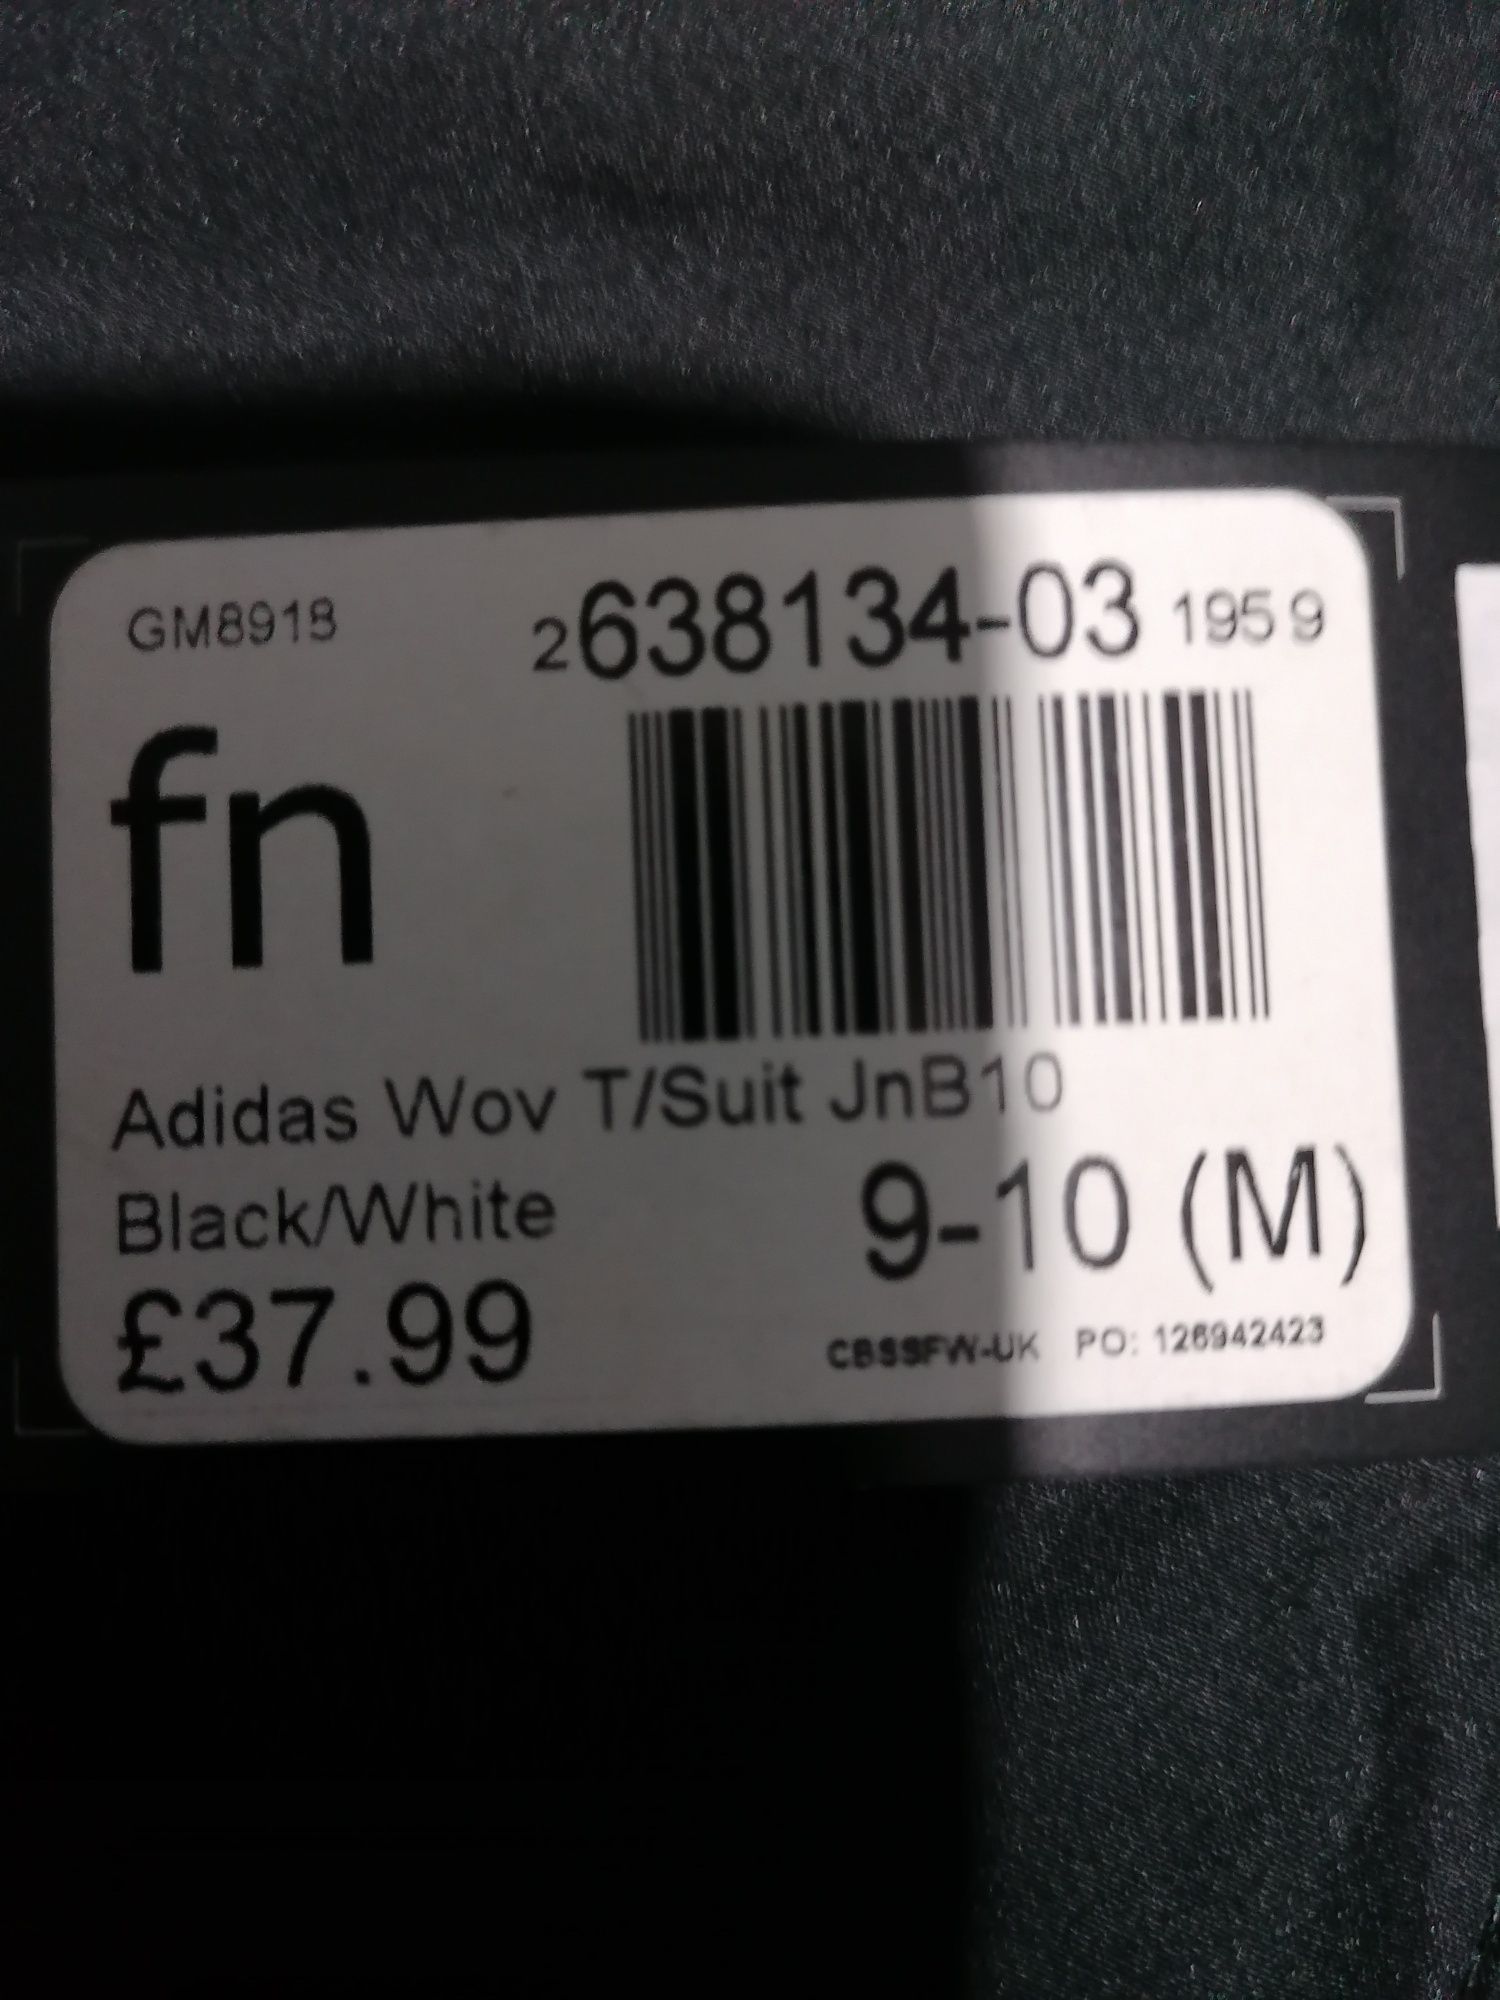 GM8918 2638134-03 1959
fn
Adidas Wov T/Suit JnB10
Black/White 9-10 (M)
£37.99
CBSSFW-UK PO: 126942423